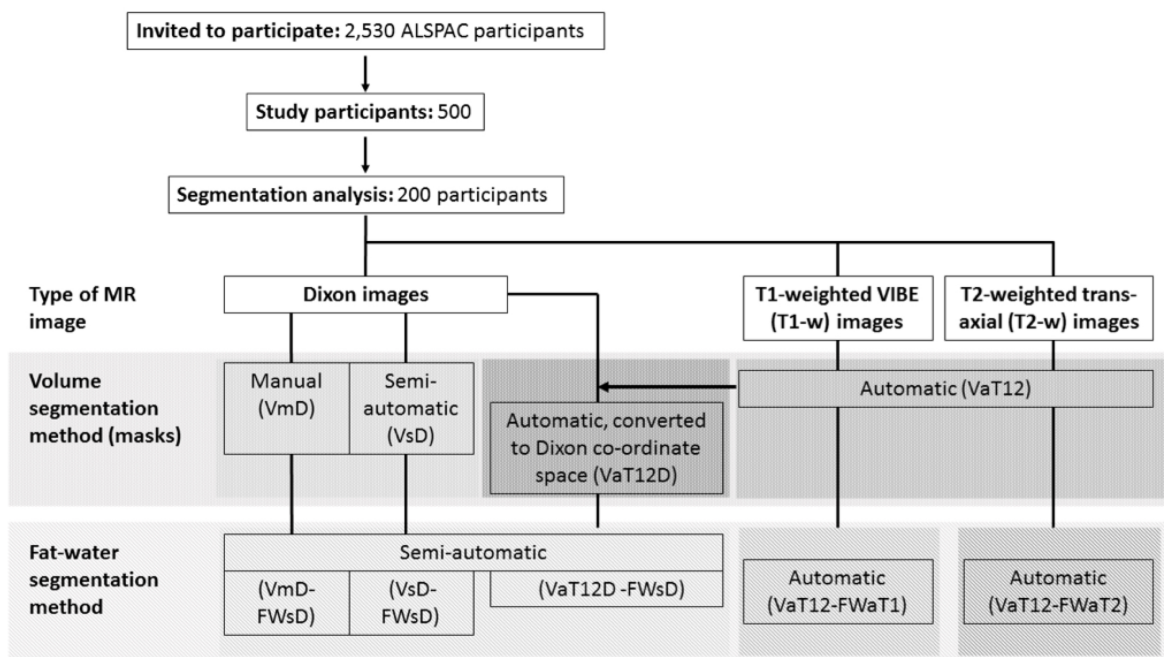 Invited to participate: 2,530 ALSPAC participants
Study participants: 500
Segmentation analysis: 200 participants
Type of MR
image
Dixon images
T1-weighted VIBE
(T1-w) images
T2-weighted trans-
axial (T2-w) images
Volume
segmentation
method (masks)
Manual
(VmD)
Semi-
automatic
(VsD)
Automatic, converted
to Dixon co-ordinate
space (VaT12D)
Automatic (VaT12)
Fat-water
segmentation
method
Semi-automatic
(VmD-
FWsD)
(VsD-
FWsD)
(VaT12D -FWsD)
Automatic
(VaT12-FWaT1)
Automatic
(VaT12-FWaT2)